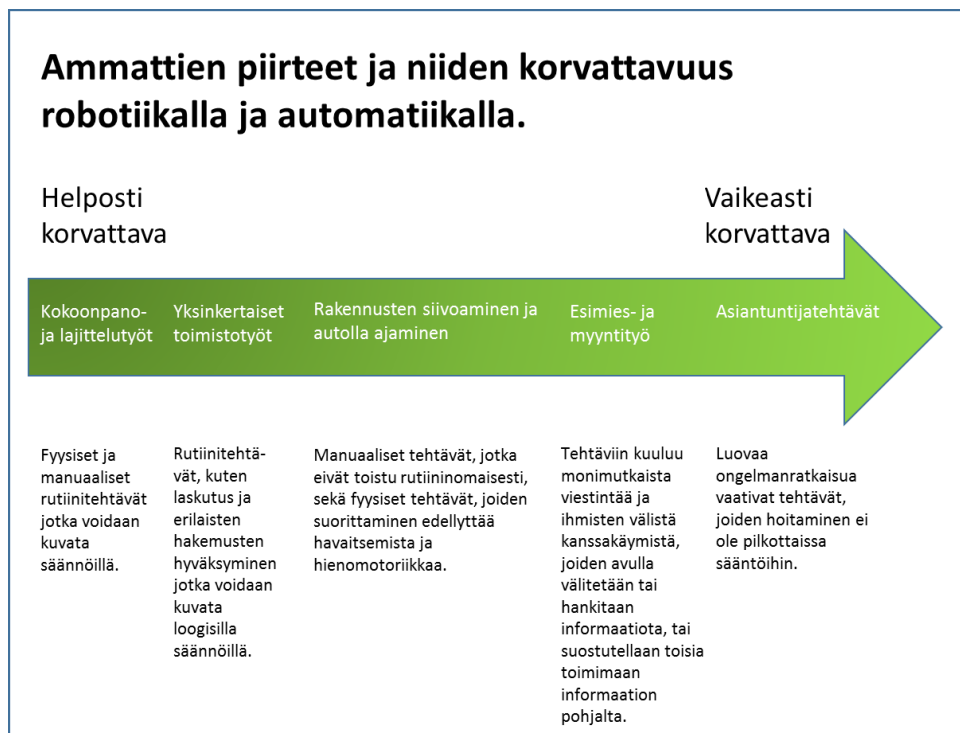 Ammattien piirteet ja niiden korvattavuus
robotiikalla ja automatiikalla.
Helposti
korvattava
Vaikeasti
korvattava
Kokoonpano-
ja lajittelutyöt
Yksinkertaiset
toimistotyöt
Rakennusten siivoaminen ja
autolla ajaminen
Esimies- ja
myyntityö
Asiantuntijatehtävät
Fyysiset ja
manuaaliset
rutiinitehtävät
jotka voidaan
kuvata
säännöillä.
Rutiinitehtä-
vät, kuten
laskutus ja
erilaisten
hakemusten
hyväksyminen
jotka voidaan
kuvata
loogisilla
säännöillä.
Manuaaliset tehtävät, jotka
eivät toistu rutiininomaisesti,
sekä fyysiset tehtävät, joiden
suorittaminen edellyttää
havaitsemista ja
hienomotoriikkaa.
Tehtäviin kuuluu
monimutkaista
viestintää ja
ihmisten välistä
kanssakäymistä,
joiden avulla
välitetään tai
hankitaan
informaatiota, tai
suostutellaan toisia
toimimaan
informaation
pohjalta.
Luovaa
ongelmanratkaisua
vaativat tehtävät,
joiden hoitaminen ei
ole pilkottaissa
sääntöihin.